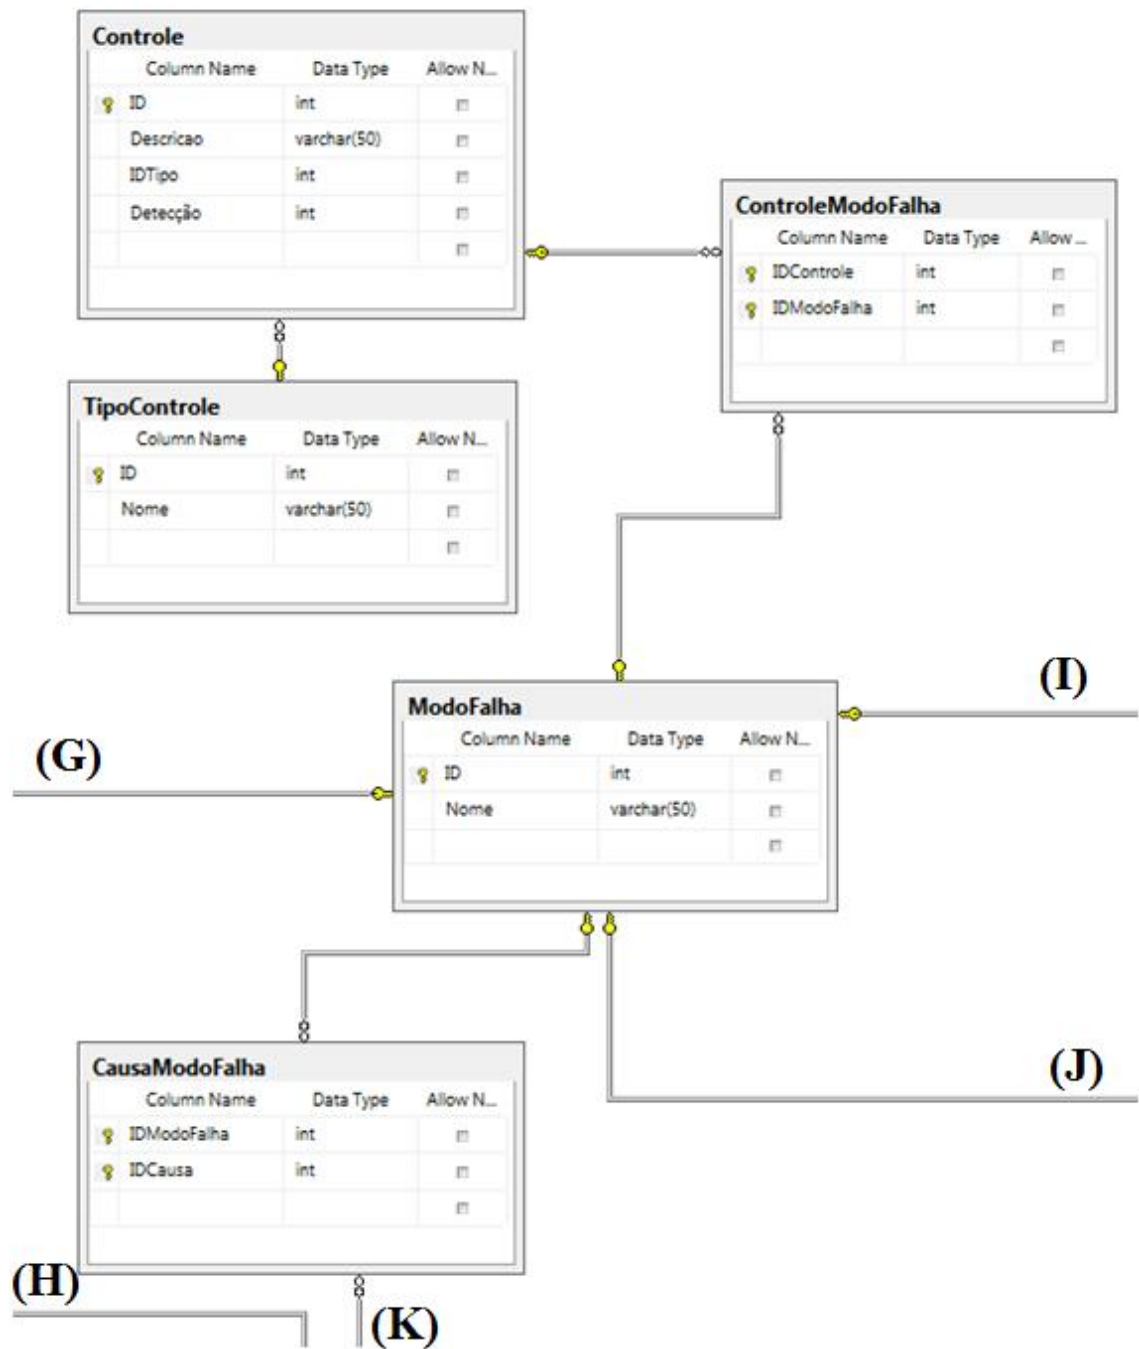 Controle
Column Name Data Type Allow N...
ID int
Descricao varchar(50)
IDTipo int
Detecção int
ControleModoFalha
Column Name Data Type Allow ...
IDControle int
IDModoFalha int
TipoControle
Column Name Data Type Allow N...
ID int
Nome varchar(50)
(I)
(G)
ModoFalha
Column Name Data Type Allow N...
ID int
Nome varchar(50)
(J)
CausaModoFalha
Column Name Data Type Allow N...
IDModoFalha int
IDCausa int
(H)
(K)